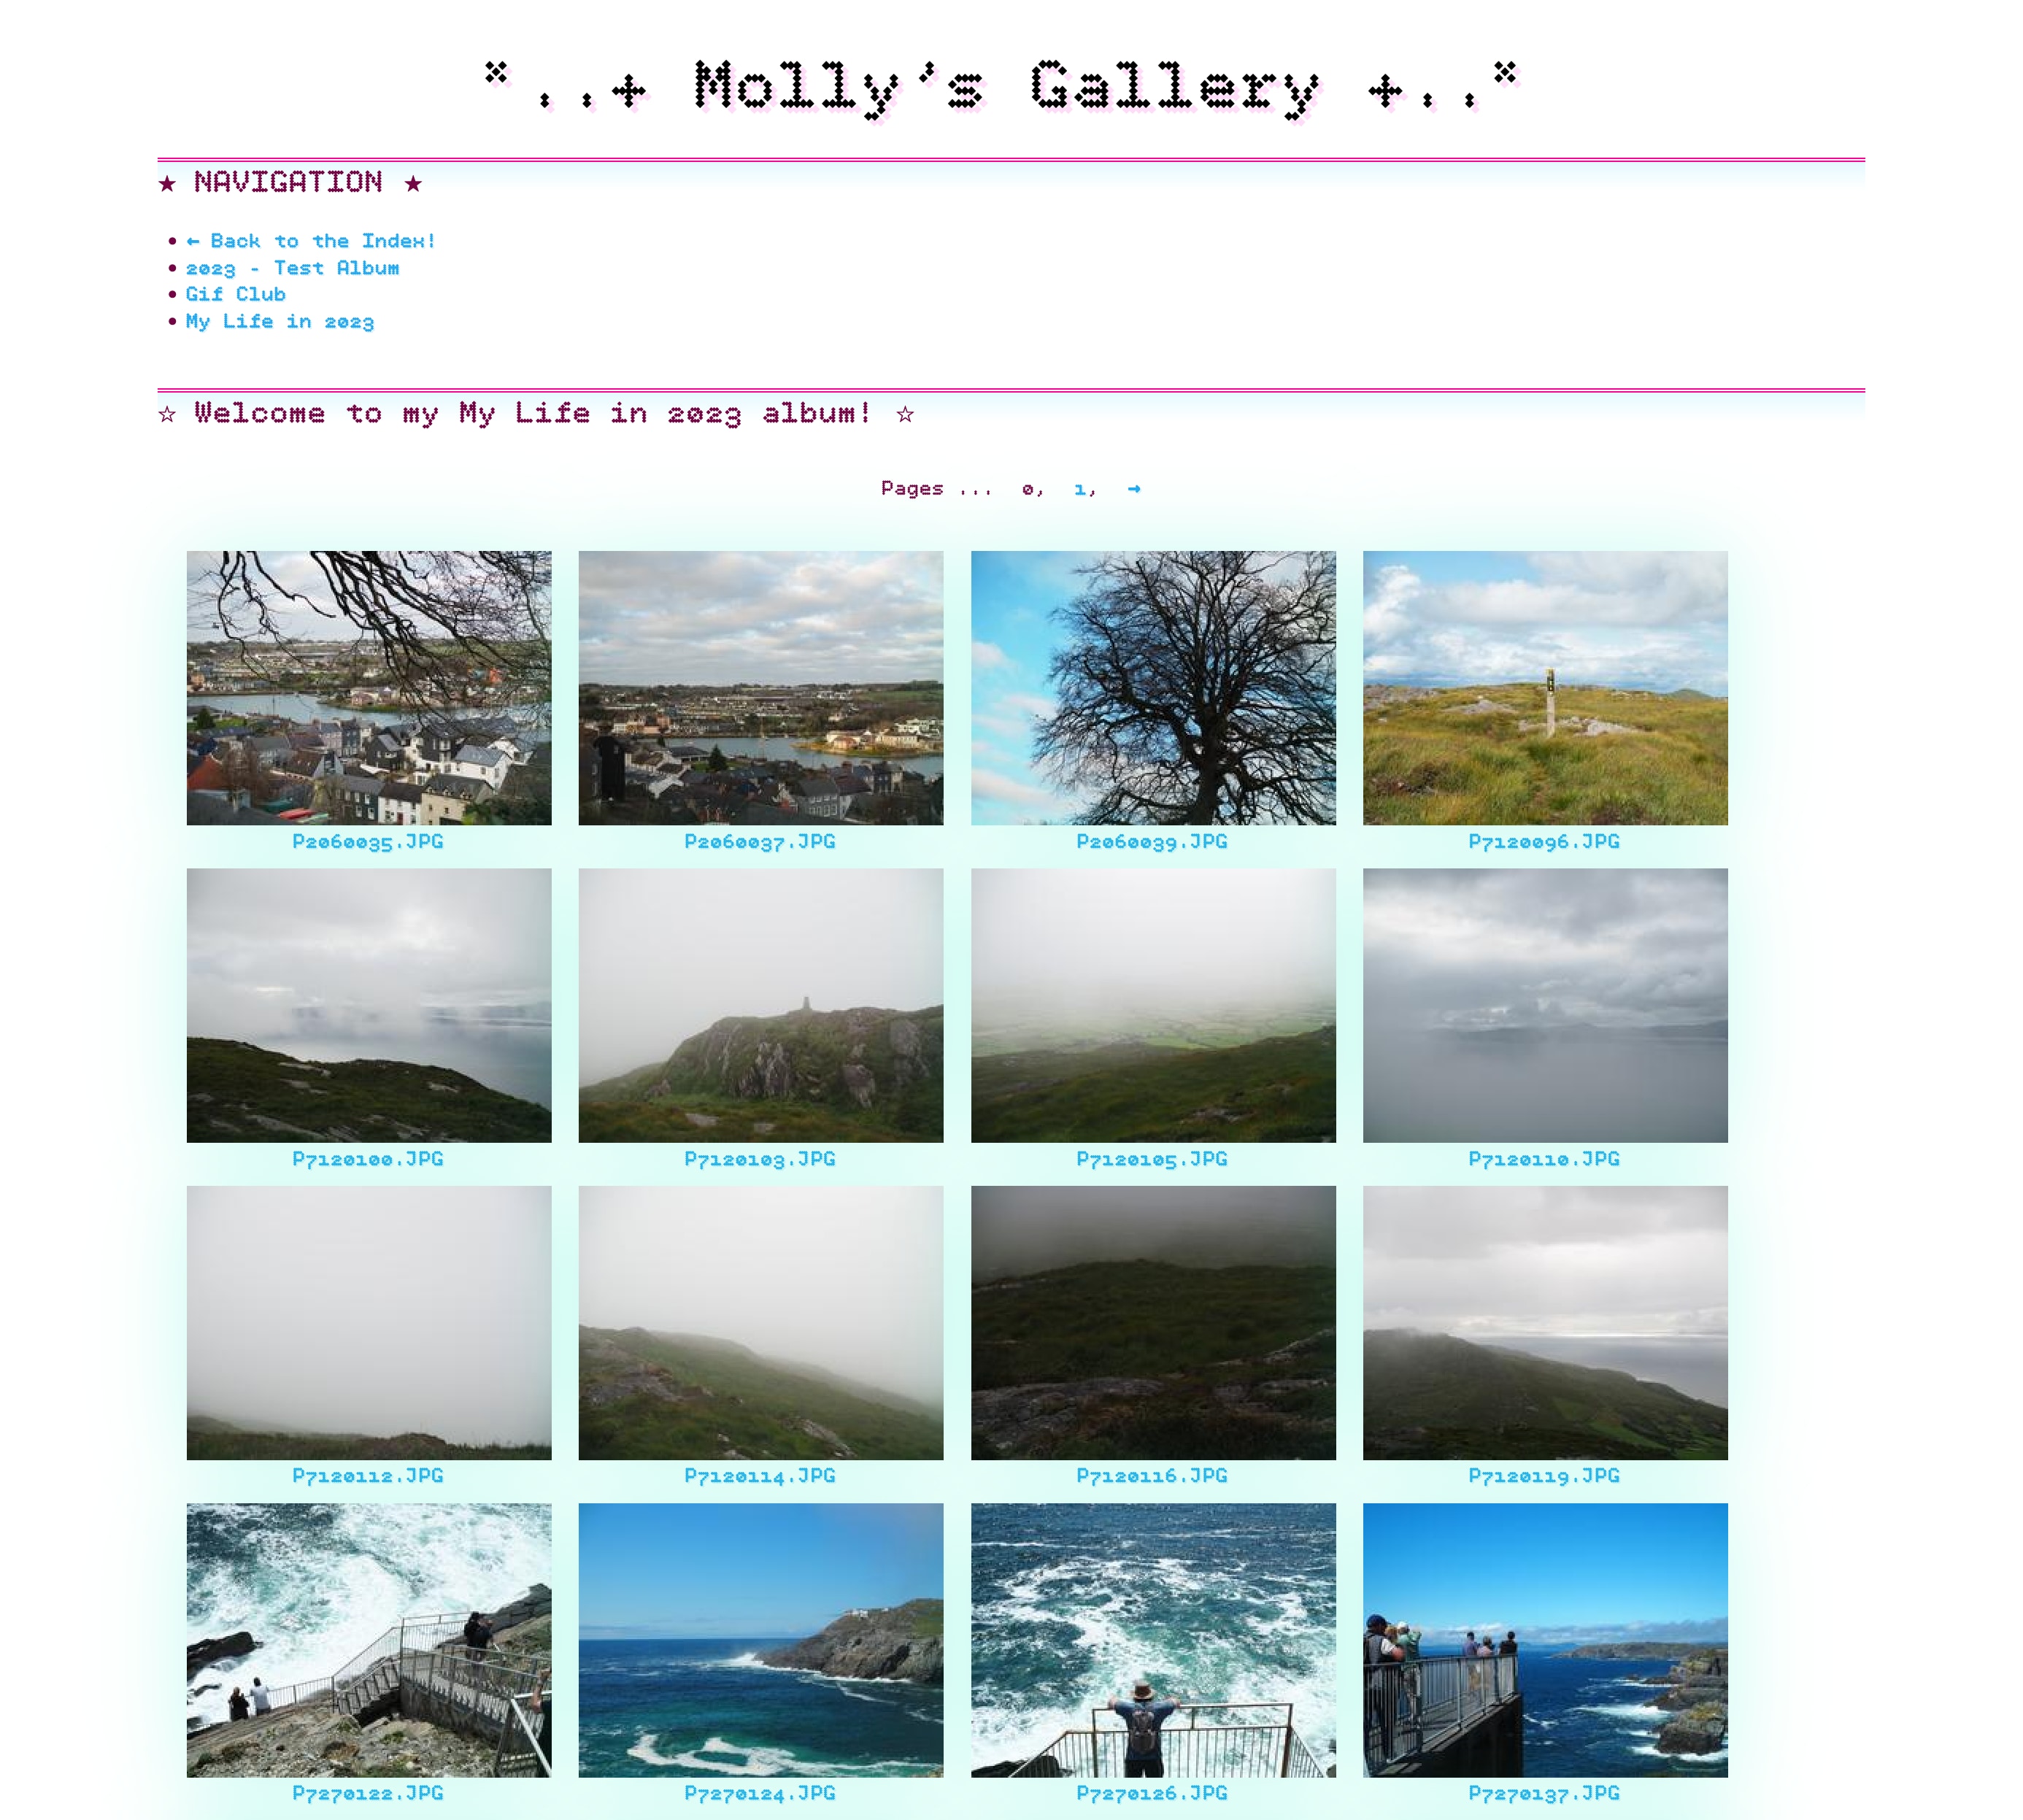 °..+ Molly's Gallery +..°
★ NAVIGATION ★
• ← Back to the Index!
• 2023 - Test Album
• Gif Club
• My Life in 2023
☆ Welcome to my My Life in 2023 album! ☆
Pages ... 0, 1, →
P2060035.JPG P2060037.JPG P2060039.JPG P7120096.JPG
P7120100.JPG P7120103.JPG P7120105.JPG P7120110.JPG
P7120112.JPG P7120114.JPG P7120116.JPG P7120119.JPG
P7270122.JPG P7270124.JPG P7270126.JPG P7270137.JPG